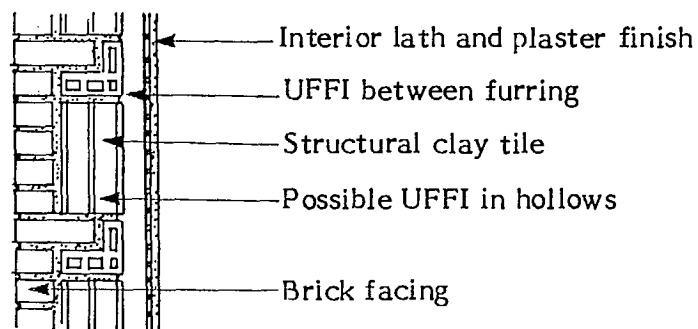 Interior lath and plaster finish
UFFI between furring
Structural clay tile
Possible UFFI in hollows
Brick facing